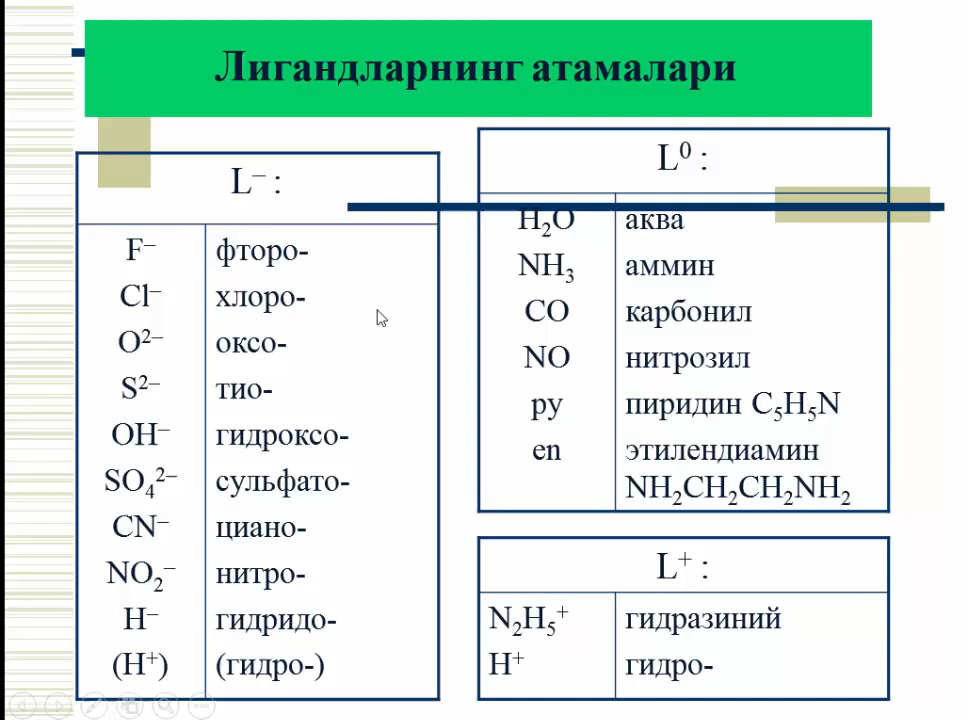 Лигандларнинг атамалари
L⁻ :
F⁻ фторо-
Cl⁻ хлоро-
O²⁻ оксо-
S²⁻ тио-
OH⁻ гидроксо-
SO₄²⁻ сульфато-
CN⁻ циано-
NO₂⁻ нитро-
H⁻ гидридо-
(H⁺) (гидро-)
L⁰ :
H₂O аква
NH₃ аммин
CO карбонил
NO нитрозил
py пиридин C₅H₅N
en этилендиамин
NH₂CH₂CH₂NH₂
L⁺ :
N₂H₅⁺ гидразиний
H⁺ гидро-